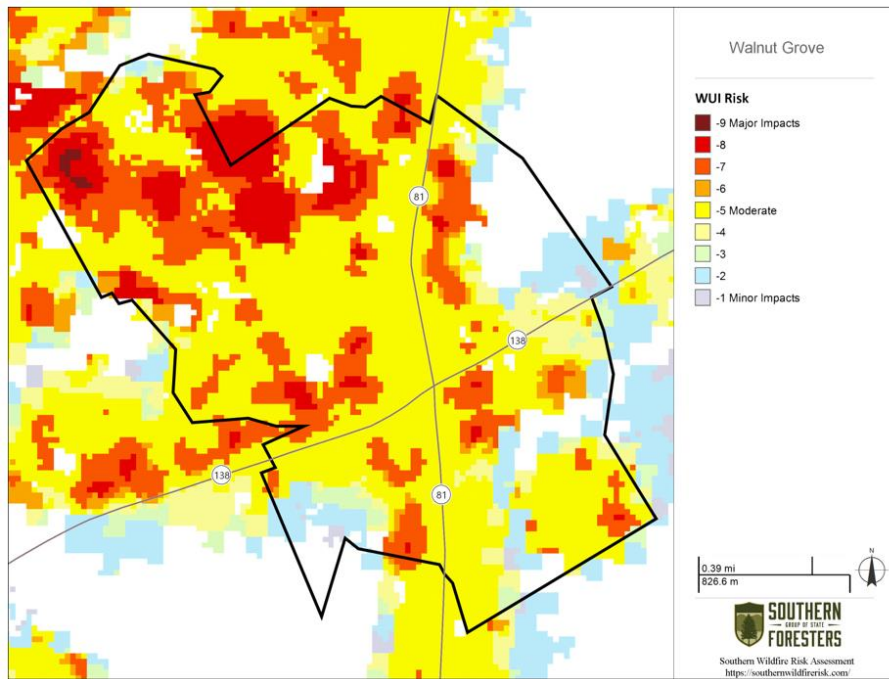 Walnut Grove
WUI Risk
-9 Major Impacts
-8
-7
-6
-5 Moderate
-4
-3
-2
-1 Minor Impacts
81
138
138
81
0.39 mi
826.6 m
N
SOUTHERN
GROUP OF STATE
FORESTERS
Southern Wildfire Risk Assessment
https://southernwildfirerisk.com/